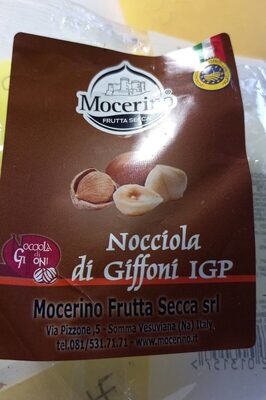 Mocerino
FRUTTA SECCA
Nocciola
di Giffoni IGP
Mocerino Frutta Secca srl
Via Pizzone, 5 - Somma Vesuviana (Na) Italy
tel.081/531.71.71 - www.mocerino.it